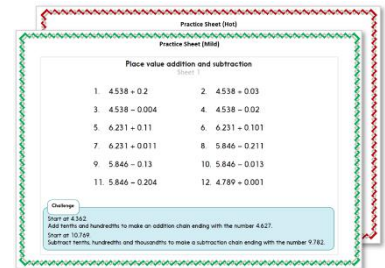 Practice Sheet (Hot)
Practice Sheet (Mild)
Place value addition and subtraction
Sheet 1
1. 4.538 + 0.2 2. 4.538 + 0.03
3. 4.538 − 0.004 4. 4.538 − 0.02
5. 6.231 + 0.11 6. 6.231 + 0.101
7. 6.231 + 0.011 8. 5.846 − 0.211
9. 5.846 − 0.13 10. 5.846 − 0.013
11. 5.846 − 0.204 12. 4.789 + 0.001
Challenge
Start at 4.362.
Add tenths and hundredths to make an addition chain ending with the number 4.627.
Start at 10.769.
Subtract tenths, hundredths and thousandths to make a subtraction chain ending with the number 9.782.